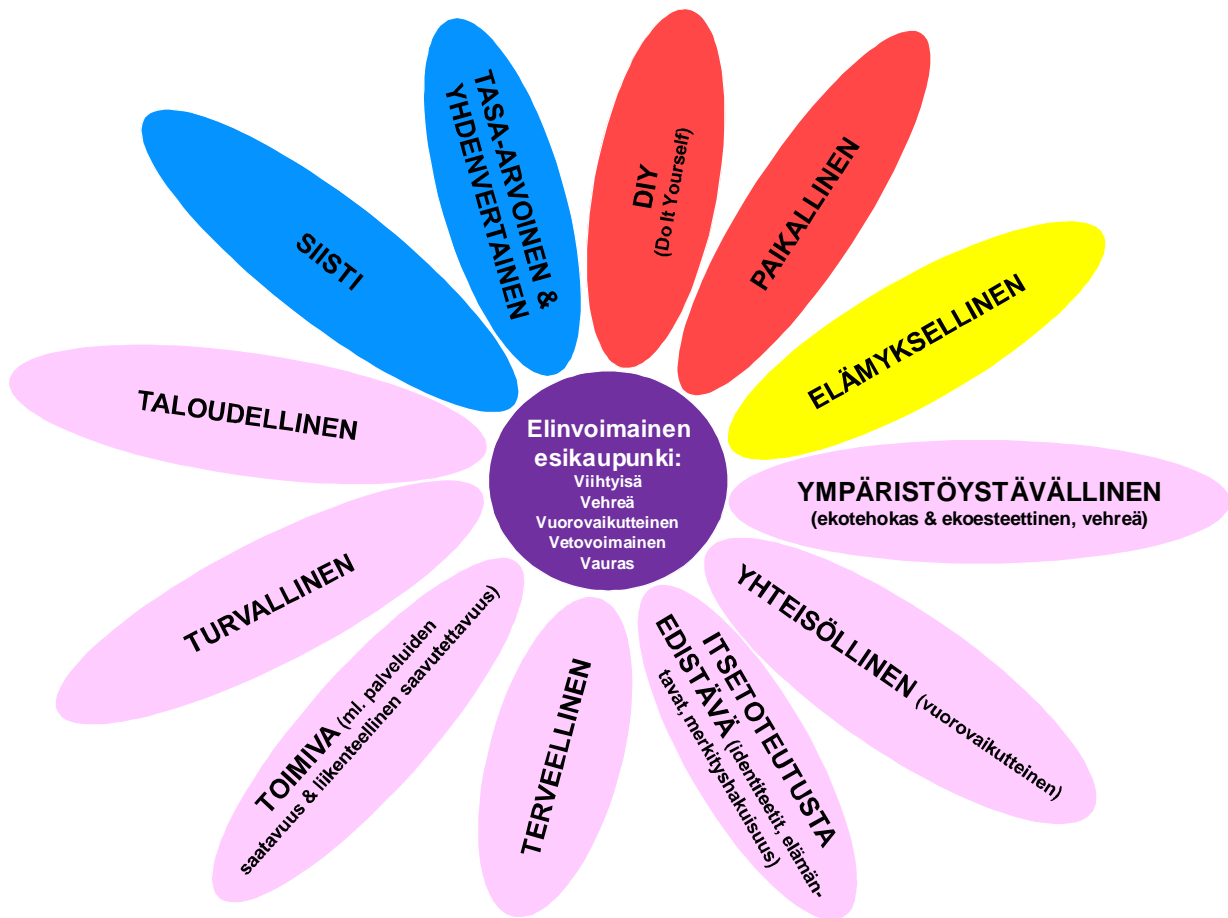 TASA-ARVOINEN &
YHDENVERTAINEN
DIY
(Do It Yourself)
PAIKALLINEN
ELÄMYKSELLINEN
YMPÄRISTÖYSTÄVÄLLINEN
(ekotehokas & ekoesteettinen, vehreä)
YHTEISÖLLINEN (vuorovaikutteinen)
ITSETOTEUTUSTA
EDISTÄVÄ (identiteetit, elämän-
tavat, merkityshakuisuus)
TERVEELLINEN
TOIMIVA (ml. palveluiden
saatavuus & liikenteellinen saavutettavuus)
TURVALLINEN
TALOUDELLINEN
SIISTI
Elinvoimainen
esikaupunki:
Viihtyisä
Vehreä
Vuorovaikutteinen
Vetovoimainen
Vauras